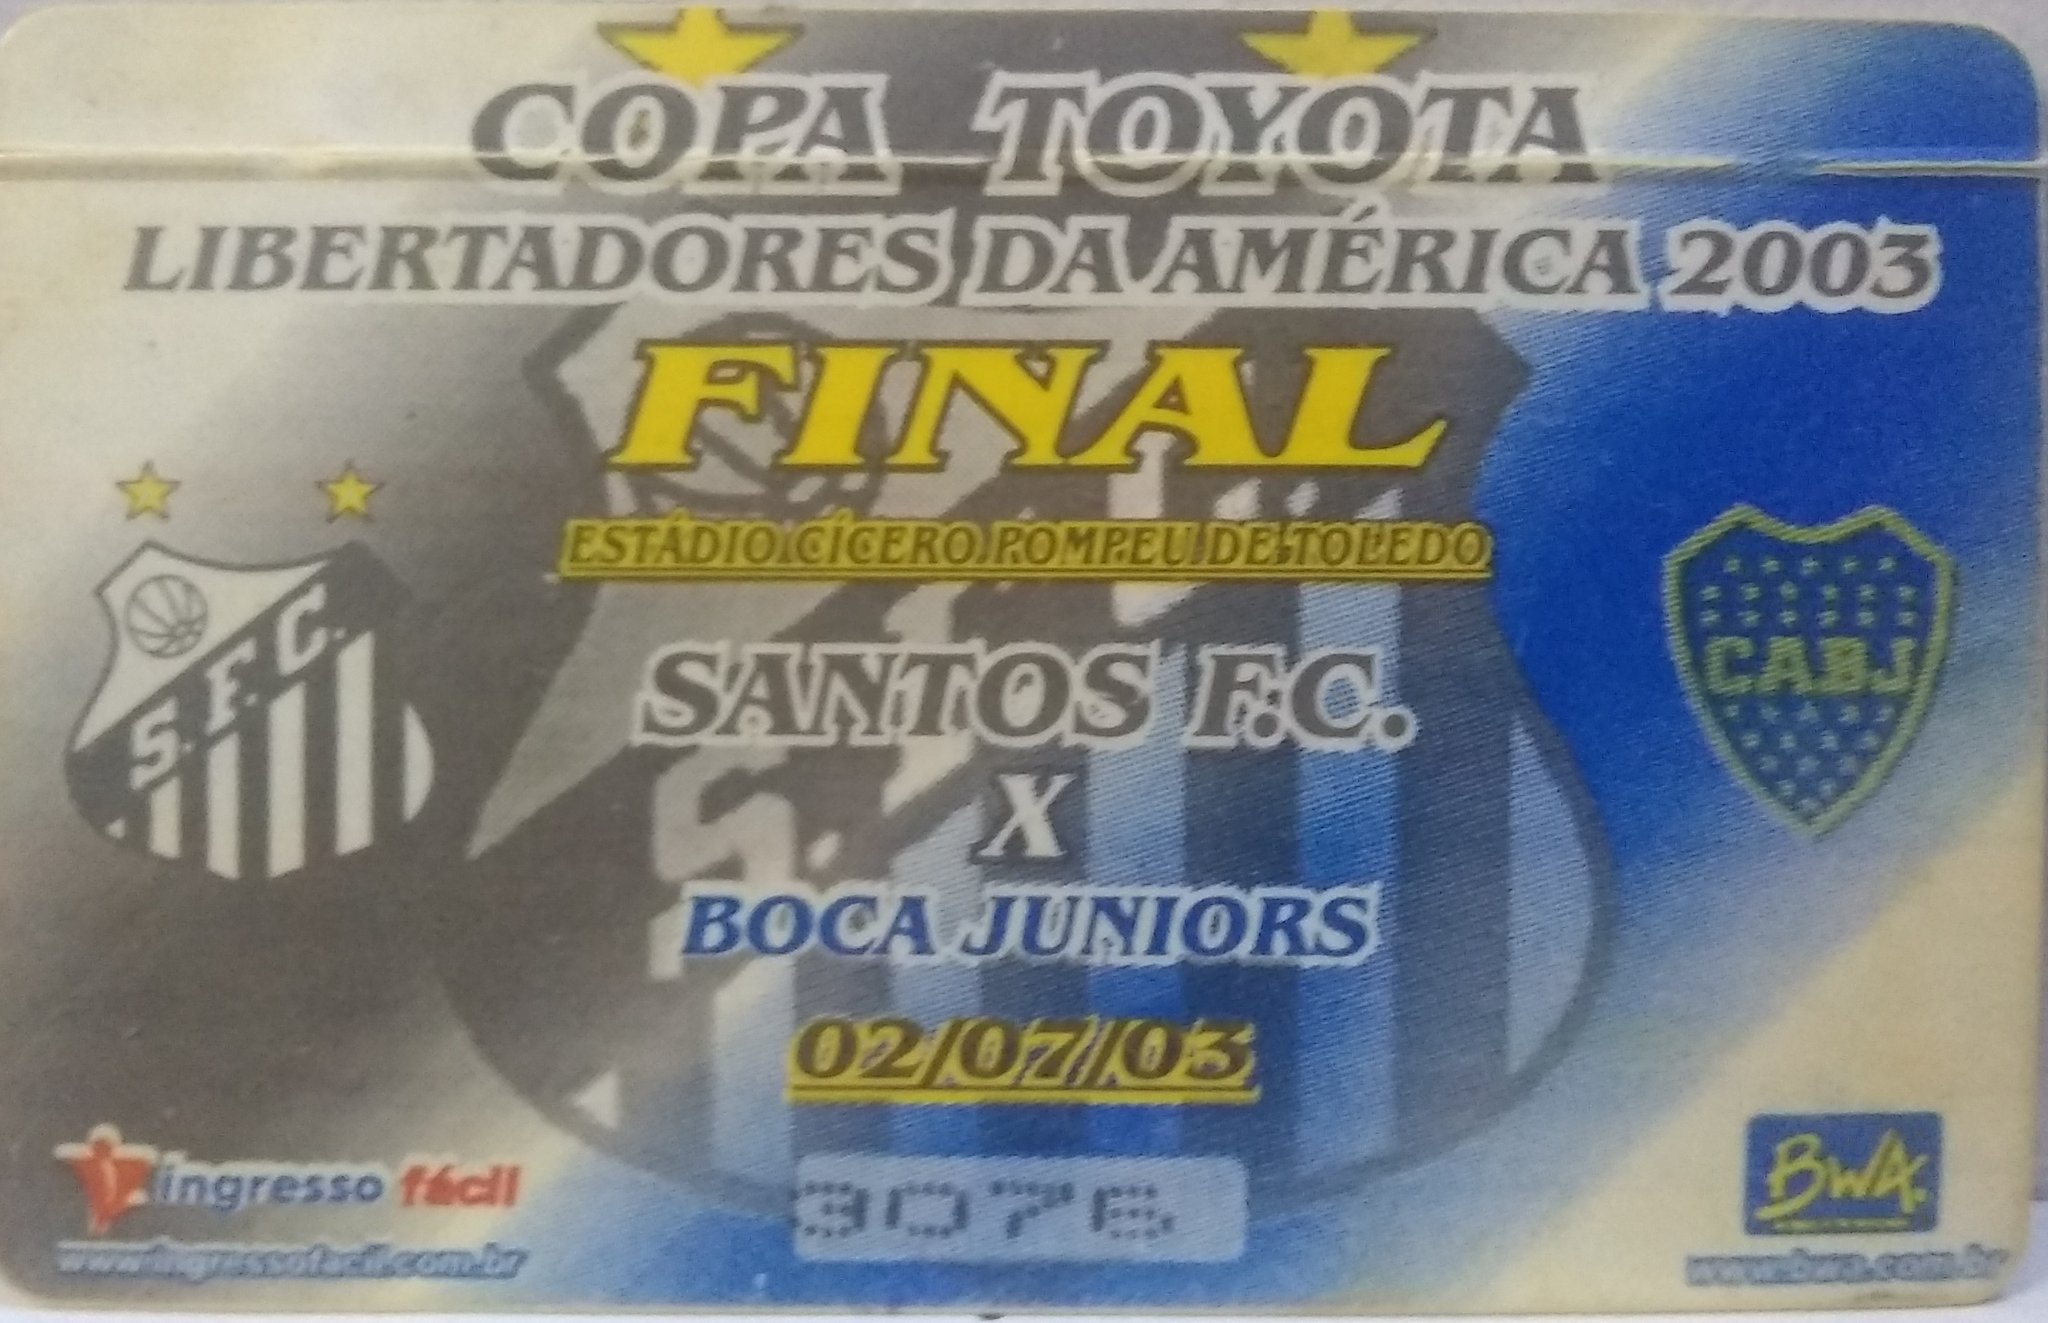 COPA TOYOTA
LIBERTADORES DA AMÉRICA 2003
FINAL
ESTÁDIO CÍCERO POMPEU DE TOLEDO
S.F.C.
CABJ
SANTOS F.C.
X
BOCA JUNIORS
02/07/03
ingresso fácil
www.ingressofacil.com.br
BWA
www.bwa.com.br